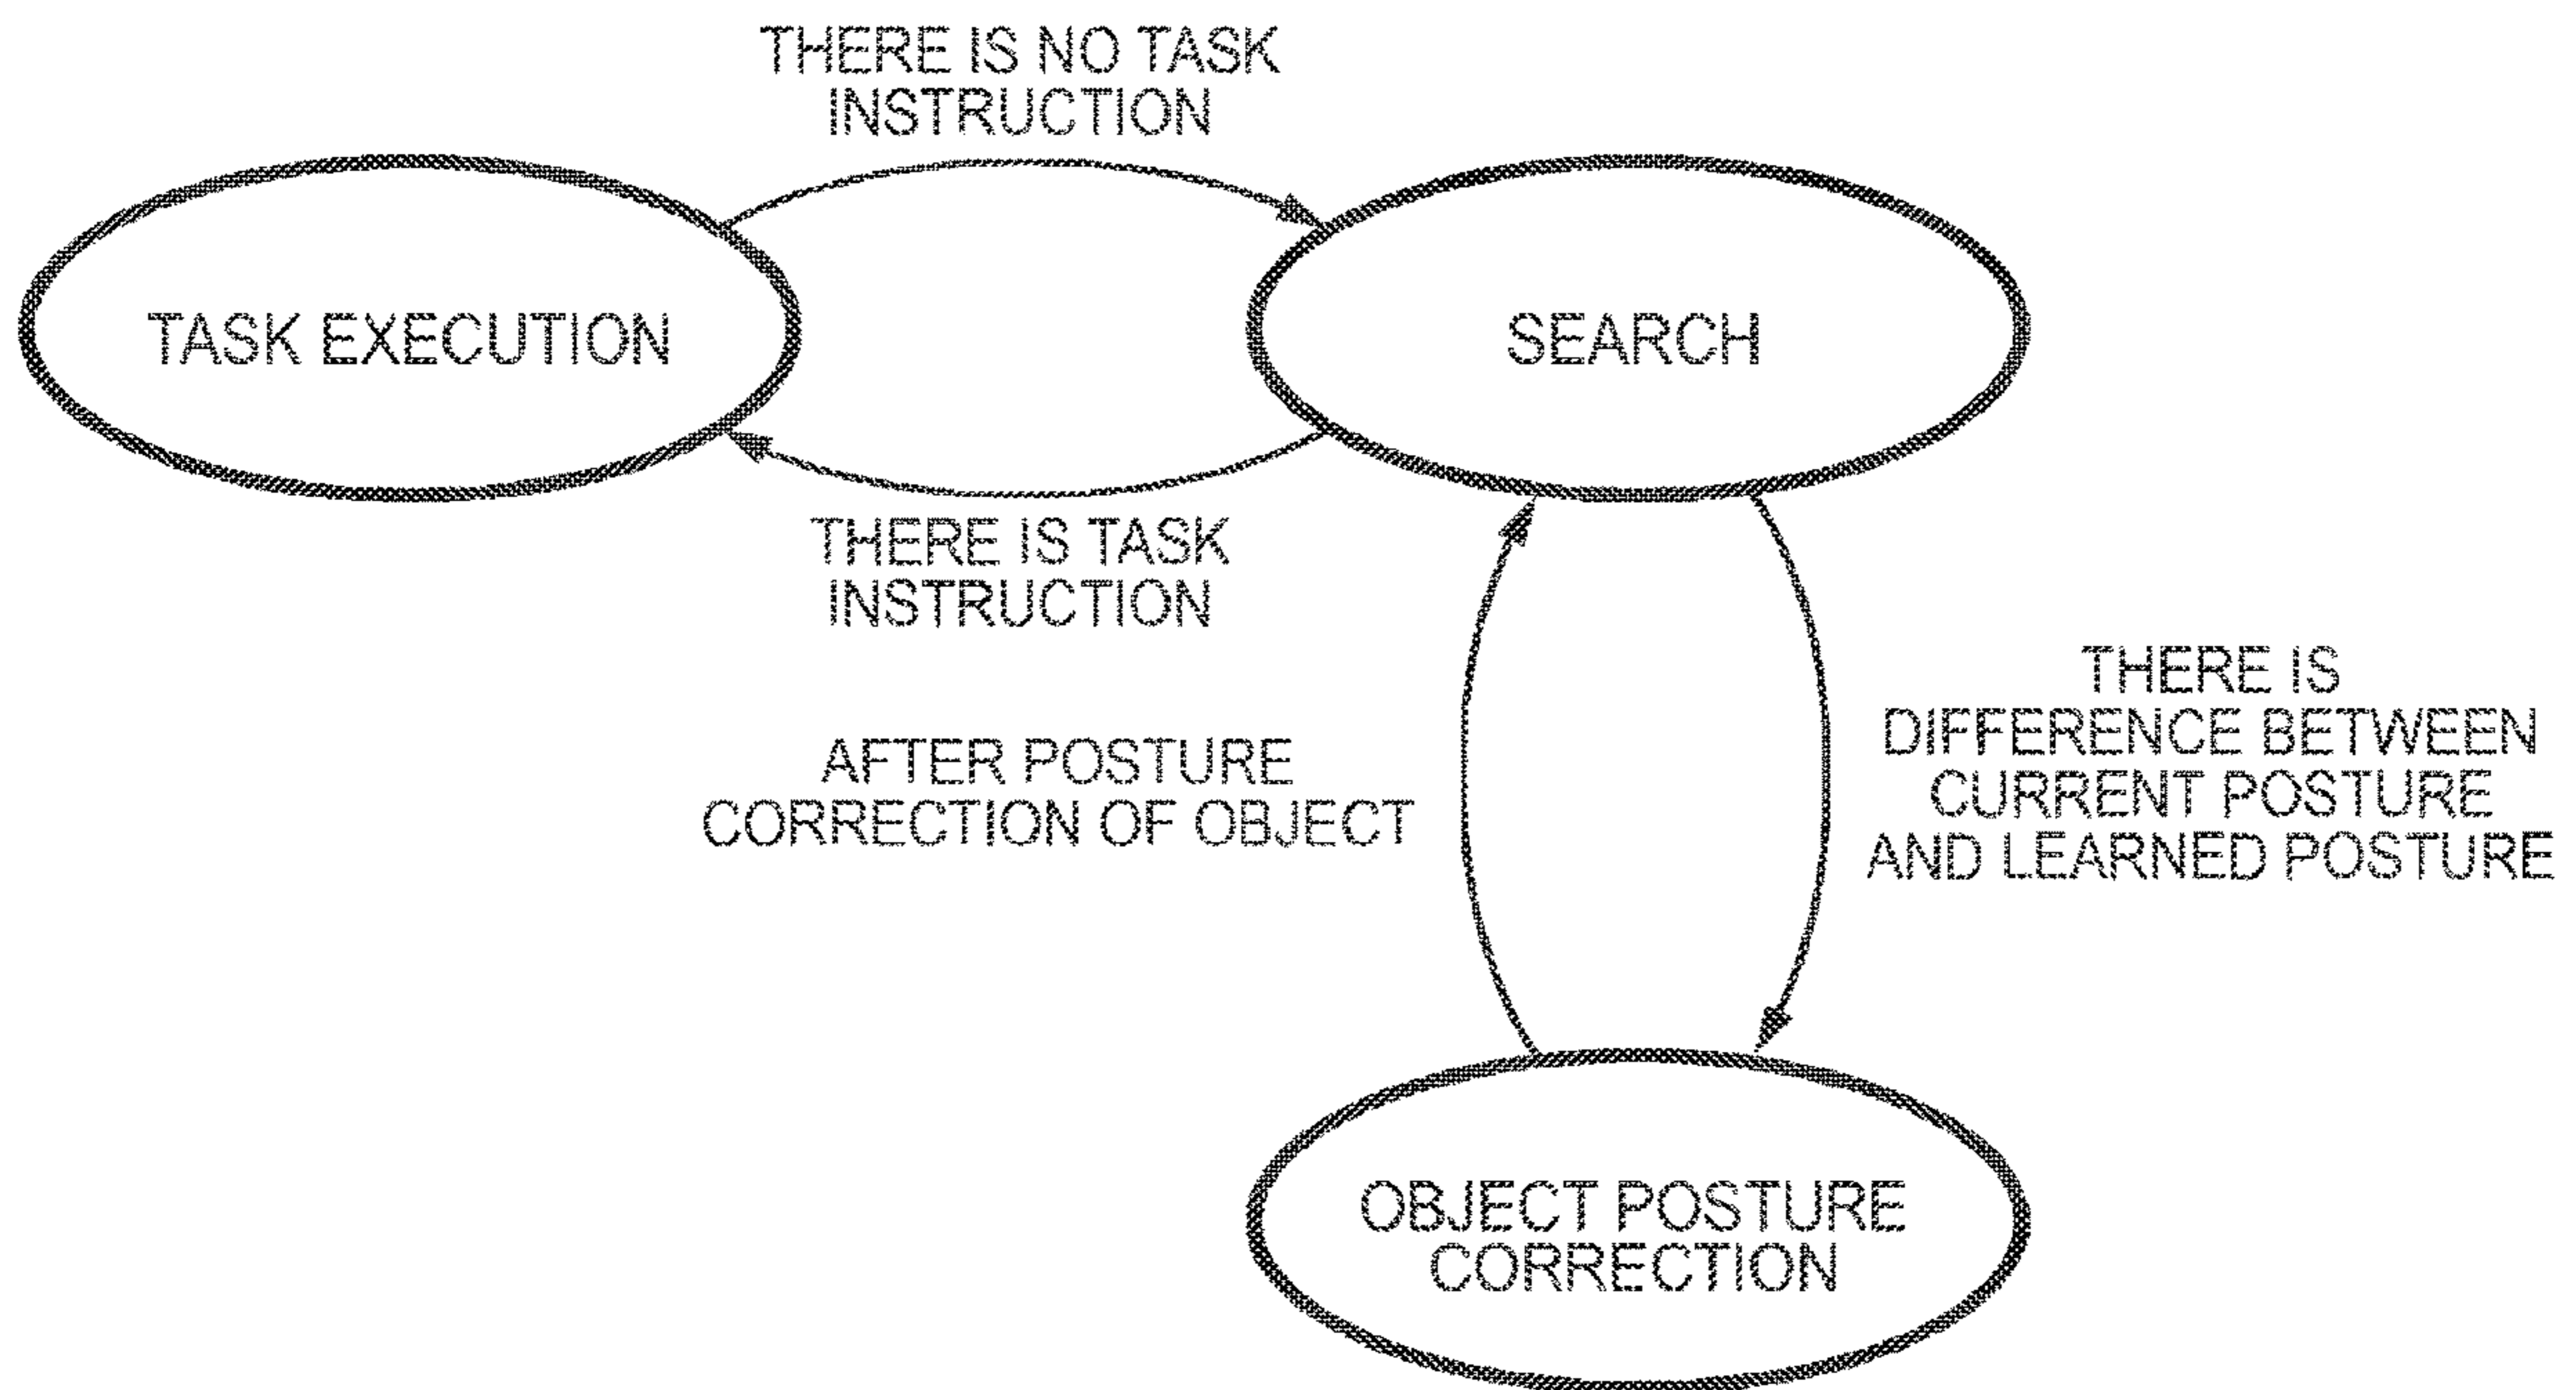 THERE IS NO TASK
INSTRUCTION
TASK EXECUTION
SEARCH
THERE IS TASK
INSTRUCTION
AFTER POSTURE
CORRECTION OF OBJECT
THERE IS
DIFFERENCE BETWEEN
CURRENT POSTURE
AND LEARNED POSTURE
OBJECT POSTURE
CORRECTION